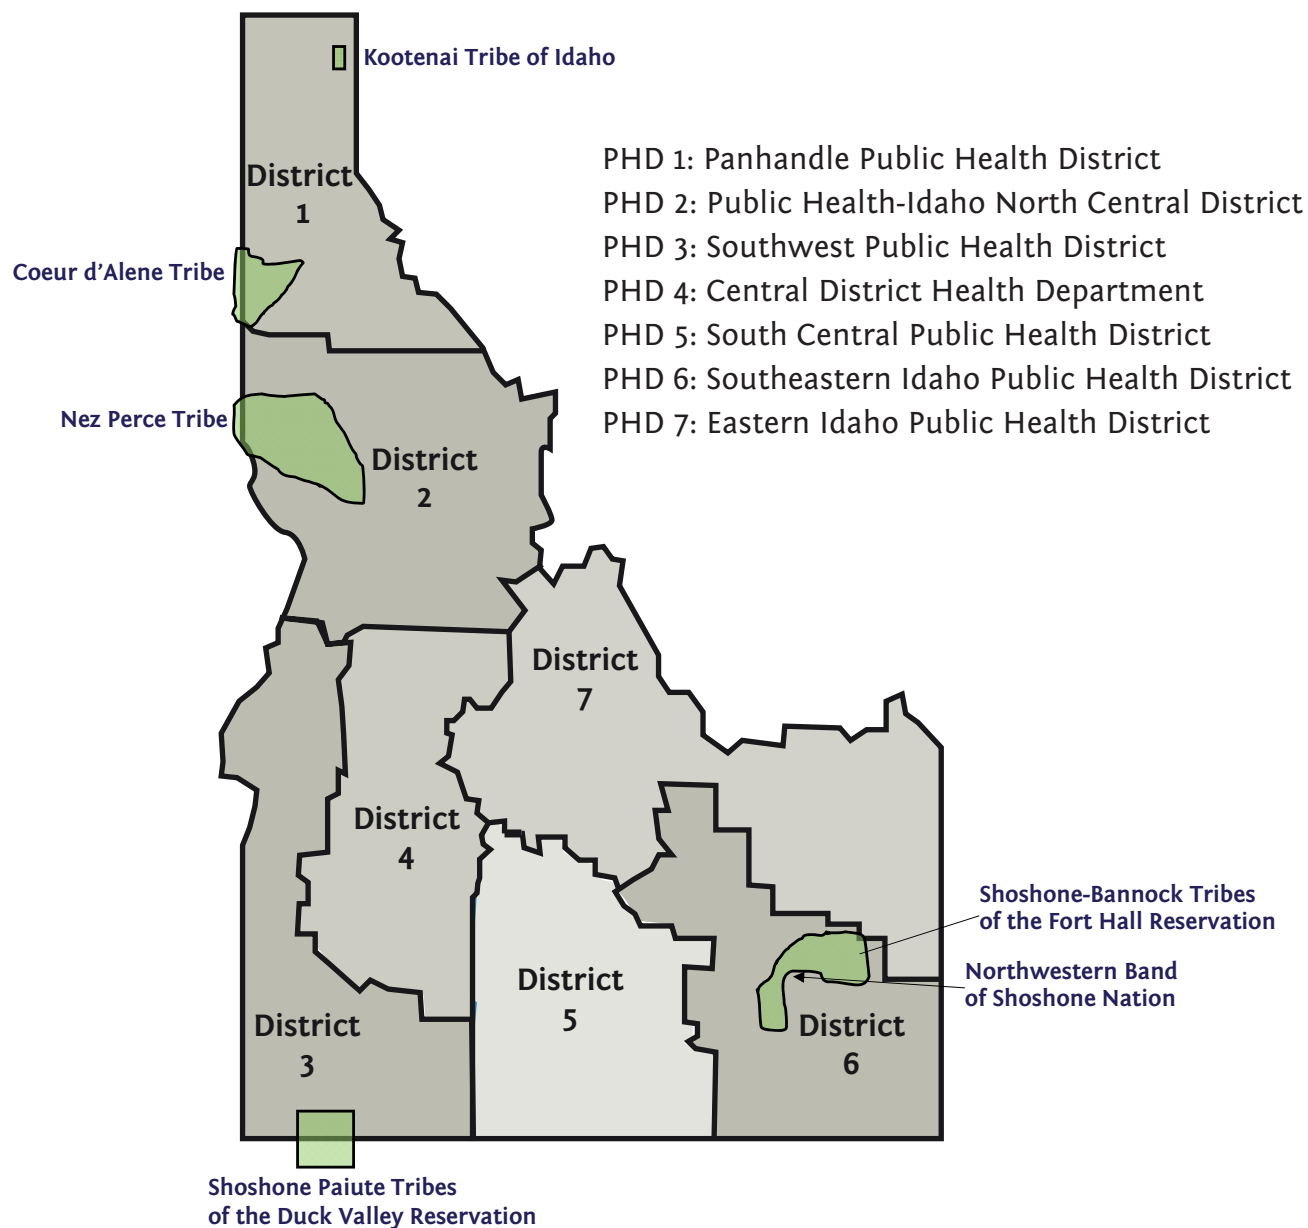 Kootenai Tribe of Idaho
PHD 1: Panhandle Public Health District
PHD 2: Public Health-Idaho North Central District
PHD 3: Southwest Public Health District
PHD 4: Central District Health Department
PHD 5: South Central Public Health District
PHD 6: Southeastern Idaho Public Health District
PHD 7: Eastern Idaho Public Health District
District
1
Coeur d’Alene Tribe
Nez Perce Tribe
District
2
District
7
District
4
Shoshone-Bannock Tribes
of the Fort Hall Reservation
Northwestern Band
of Shoshone Nation
District
5
District
3
District
6
Shoshone Paiute Tribes
of the Duck Valley Reservation